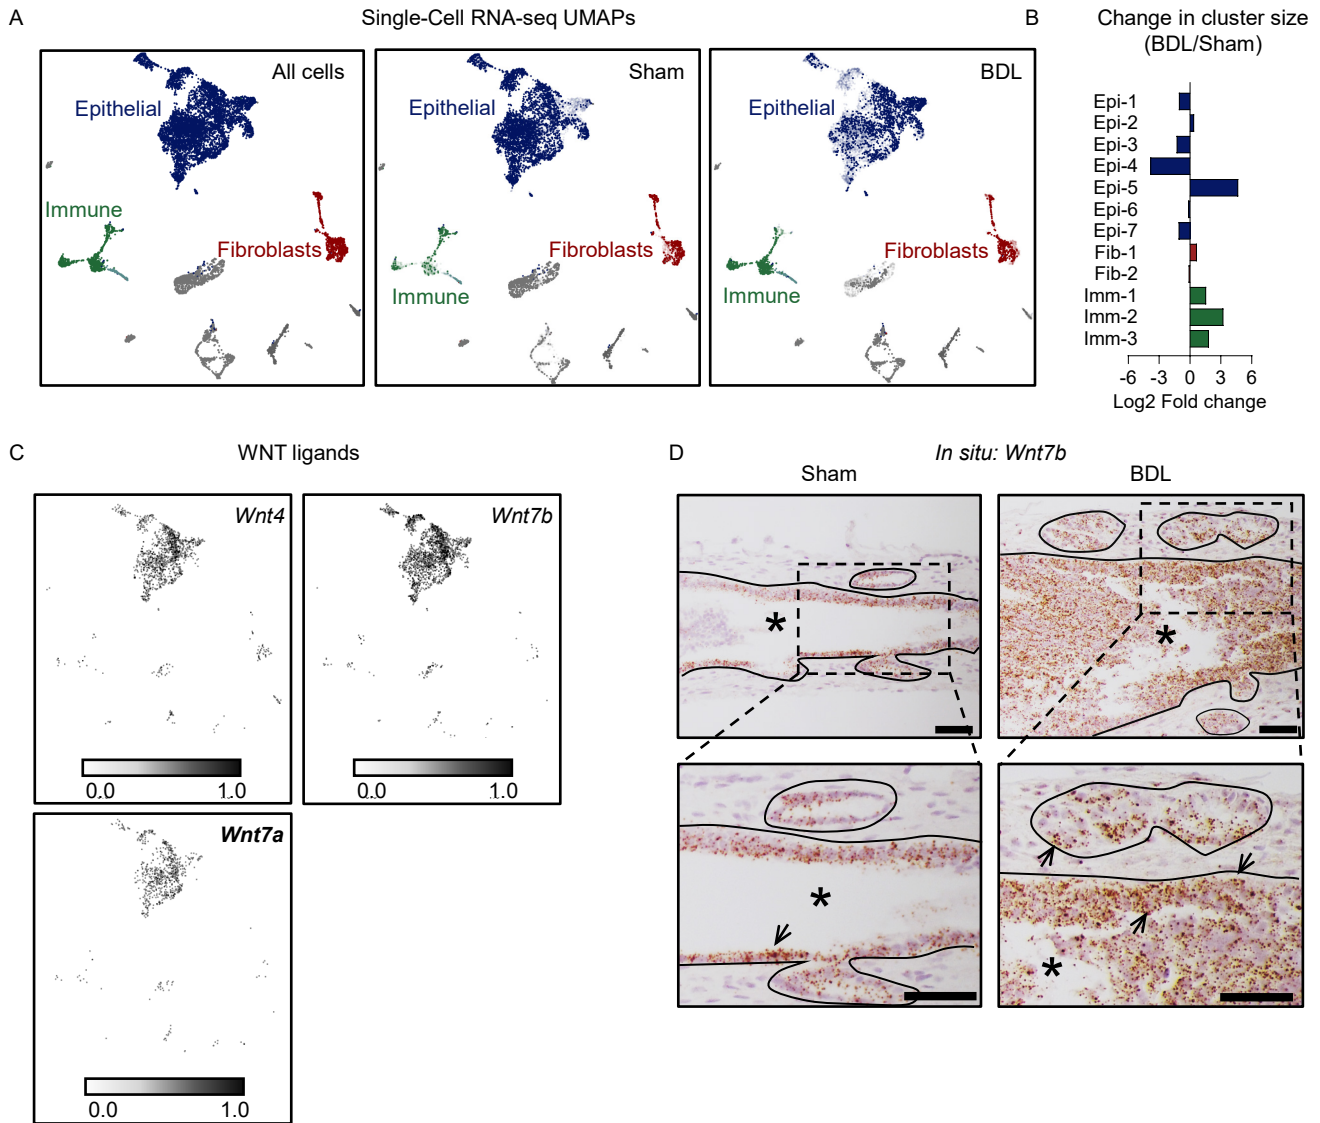 A
Single-Cell RNA-seq UMAPs
All cells
Epithelial
Immune
Fibroblasts
Sham
Epithelial
Immune
Fibroblasts
BDL
Epithelial
Immune
Fibroblasts
B
Change in cluster size
(BDL/Sham)
Epi-1
Epi-2
Epi-3
Epi-4
Epi-5
Epi-6
Epi-7
Fib-1
Fib-2
Imm-1
Imm-2
Imm-3
-6 -3 0 3 6
Log2 Fold change
C
WNT ligands
Wnt4
0.0 1.0
Wnt7b
0.0 1.0
Wnt7a
0.0 1.0
D
In situ: Wnt7b
Sham
BDL
*
*
*
*